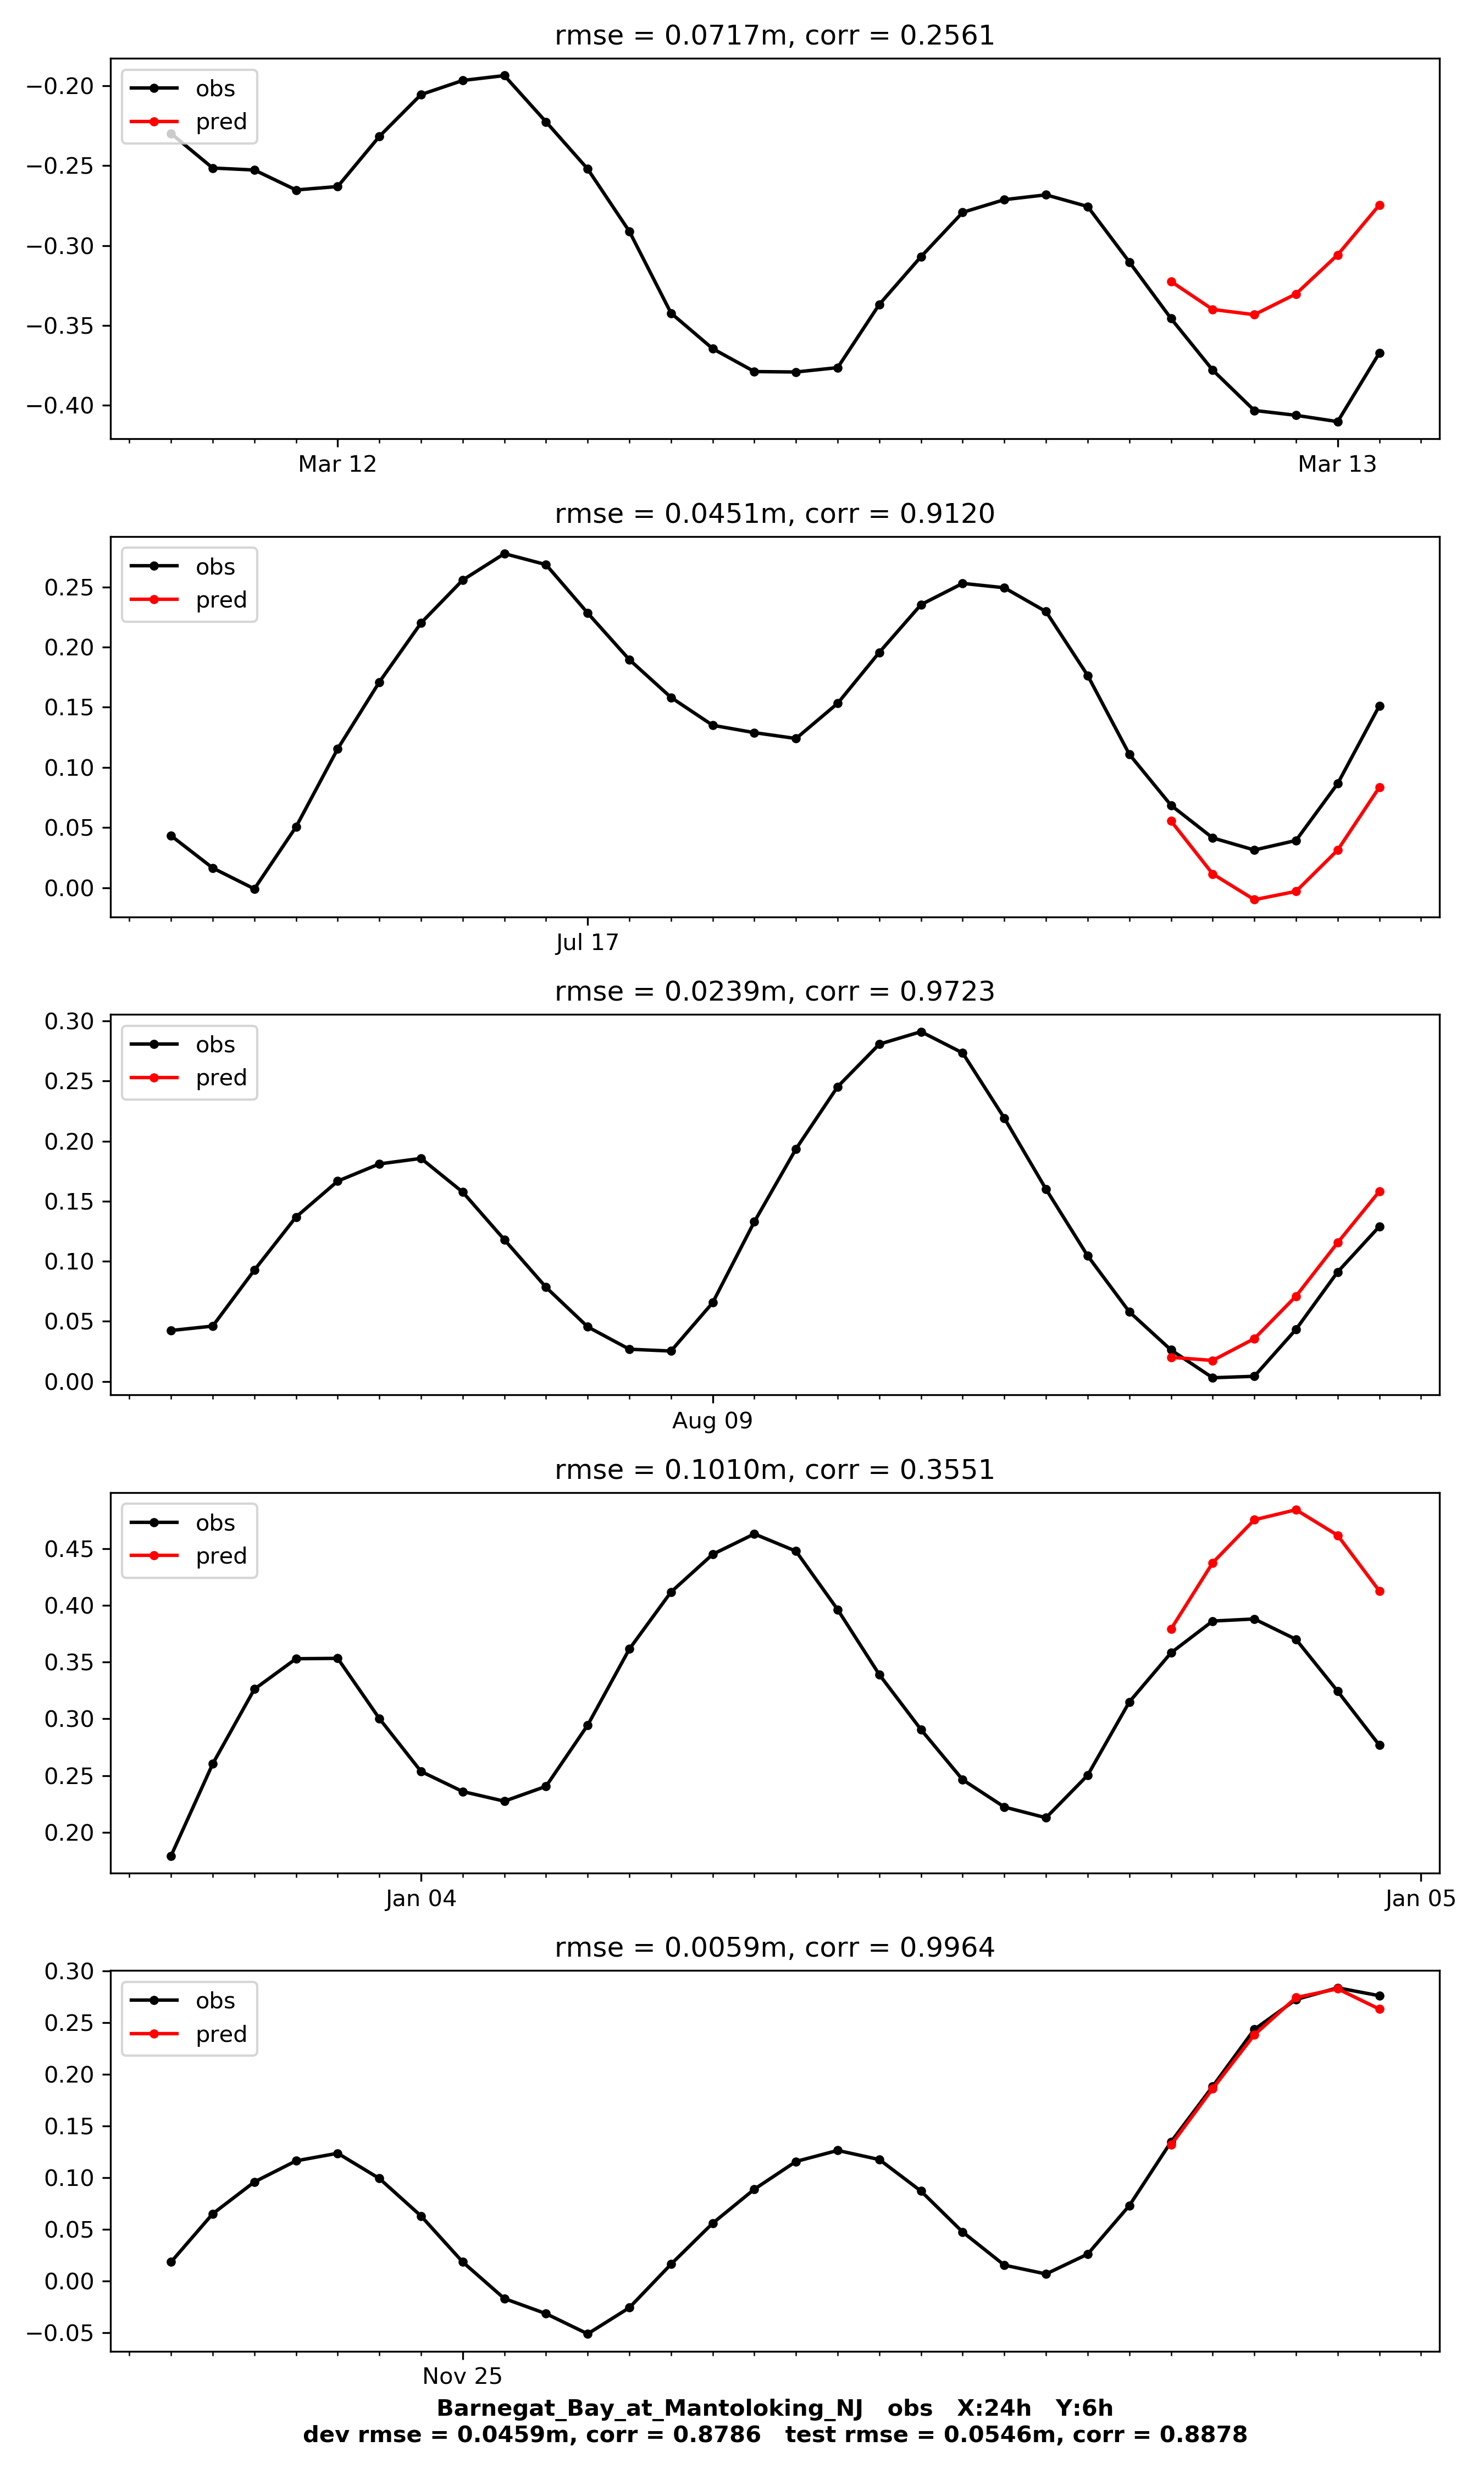 rmse = 0.0717m, corr = 0.2561
obs
pred
−0.20
−0.25
−0.30
−0.35
−0.40
Mar 12 Mar 13
rmse = 0.0451m, corr = 0.9120
obs
pred
0.25
0.20
0.15
0.10
0.05
0.00
Jul 17
rmse = 0.0239m, corr = 0.9723
obs
pred
0.30
0.25
0.20
0.15
0.10
0.05
0.00
Aug 09
rmse = 0.1010m, corr = 0.3551
obs
pred
0.45
0.40
0.35
0.30
0.25
0.20
Jan 04 Jan 05
rmse = 0.0059m, corr = 0.9964
obs
pred
0.30
0.25
0.20
0.15
0.10
0.05
0.00
−0.05
Nov 25
Barnegat_Bay_at_Mantoloking_NJ obs X:24h Y:6h
dev rmse = 0.0459m, corr = 0.8786 test rmse = 0.0546m, corr = 0.8878